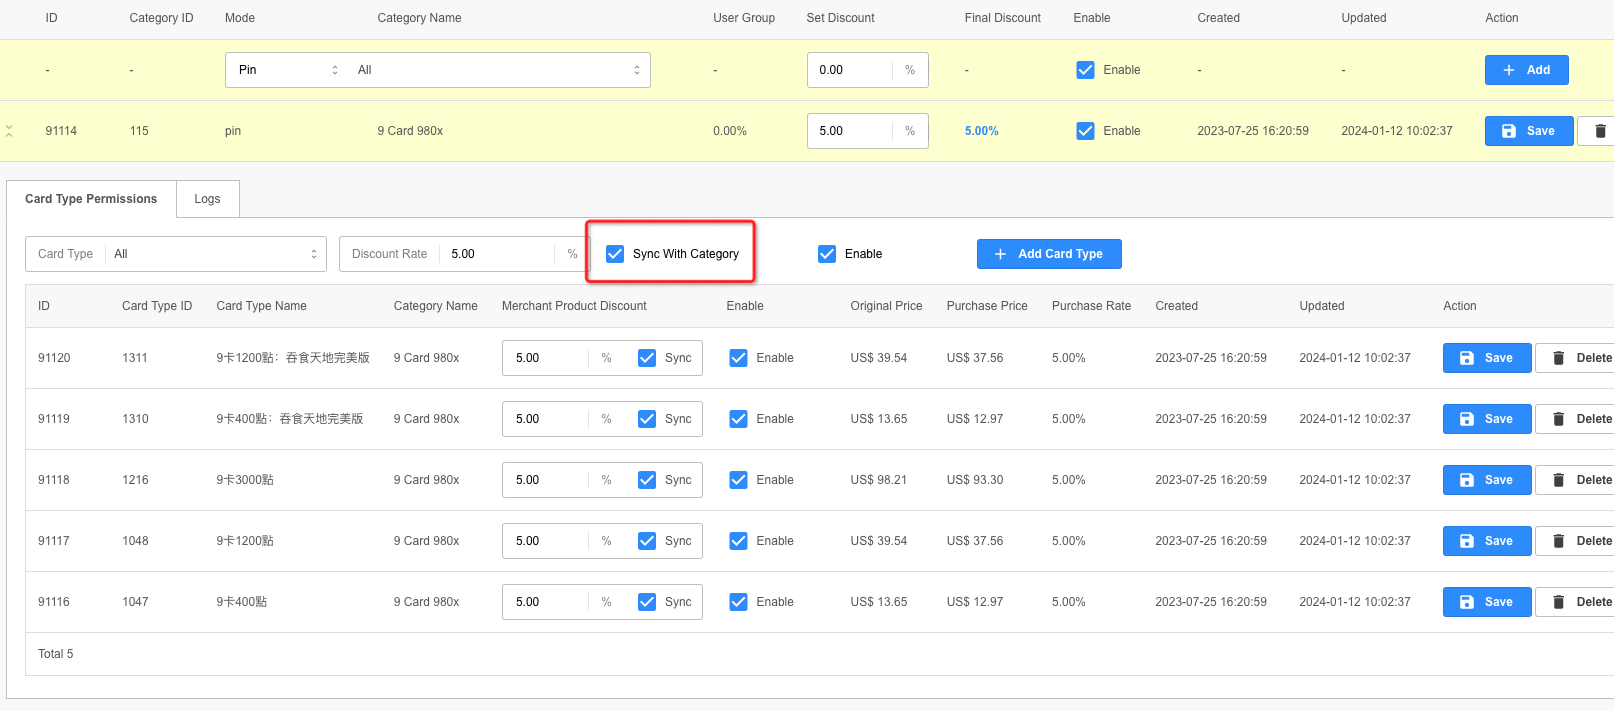 ID Category ID Mode Category Name User Group Set Discount Final Discount Enable Created Updated Action
- - Pin All - 0.00 % - Enable - - + Add
91114 115 pin 9 Card 980x 0.00% 5.00 % 5.00% Enable 2023-07-25 16:20:59 2024-01-12 10:02:37 Save
Card Type Permissions Logs
Card Type All Discount Rate 5.00 % Sync With Category Enable + Add Card Type
ID Card Type ID Card Type Name Category Name Merchant Product Discount Enable Original Price Purchase Price Purchase Rate Created Updated Action
91120 1311 9卡1200點：吞食天地完美版 9 Card 980x 5.00 % Sync Enable US$ 39.54 US$ 37.56 5.00% 2023-07-25 16:20:59 2024-01-12 10:02:37 Save Delete
91119 1310 9卡400點：吞食天地完美版 9 Card 980x 5.00 % Sync Enable US$ 13.65 US$ 12.97 5.00% 2023-07-25 16:20:59 2024-01-12 10:02:37 Save Delete
91118 1216 9卡3000點 9 Card 980x 5.00 % Sync Enable US$ 98.21 US$ 93.30 5.00% 2023-07-25 16:20:59 2024-01-12 10:02:37 Save Delete
91117 1048 9卡1200點 9 Card 980x 5.00 % Sync Enable US$ 39.54 US$ 37.56 5.00% 2023-07-25 16:20:59 2024-01-12 10:02:37 Save Delete
91116 1047 9卡400點 9 Card 980x 5.00 % Sync Enable US$ 13.65 US$ 12.97 5.00% 2023-07-25 16:20:59 2024-01-12 10:02:37 Save Delete
Total 5